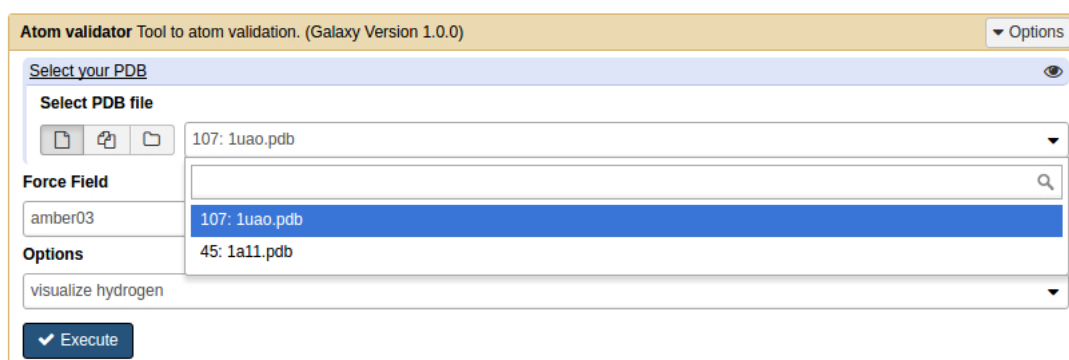 Atom validator Tool to atom validation. (Galaxy Version 1.0.0)
Options
Select your PDB
Select PDB file
107: 1uao.pdb
Force Field
107: 1uao.pdb
amber03
45: 1a11.pdb
Options
visualize hydrogen
Execute